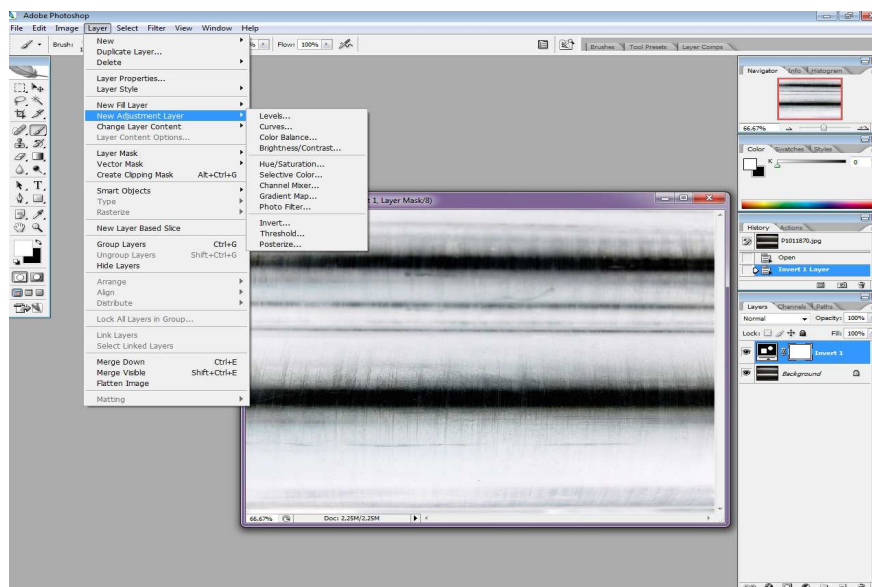 Adobe Photoshop
File Edit Image Layer Select Filter View Window Help
Brush: Flow: 100% Brushes Tool Presets Layer Comps
New
Duplicate Layer...
Delete
Layer Properties...
Layer Style
New Fill Layer
New Adjustment Layer
Change Layer Content
Layer Content Options...
Layer Mask
Vector Mask
Create Clipping Mask Alt+Ctrl+G
Smart Objects
Type
Rasterize
New Layer Based Slice
Group Layers Ctrl+G
Ungroup Layers Shift+Ctrl+G
Hide Layers
Arrange
Align
Distribute
Lock All Layers in Group...
Link Layers
Select Linked Layers
Merge Down Ctrl+E
Merge Visible Shift+Ctrl+E
Flatten Image
Matting
Levels...
Curves...
Color Balance...
Brightness/Contrast...
Hue/Saturation...
Selective Color...
Channel Mixer...
Gradient Map...
Photo Filter...
Invert...
Threshold...
Posterize...
1, Layer Mask/8)
66,67% Doc: 2,25M/2,25M
Navigator Info Histogram
66.67%
Color Swatches Styles
K 0
History Actions
P1011870.jpg
Open
Invert 1 Layer
Layers Channels Paths
Normal Opacity: 100%
Lock: Fill: 100%
Invert 1
Background